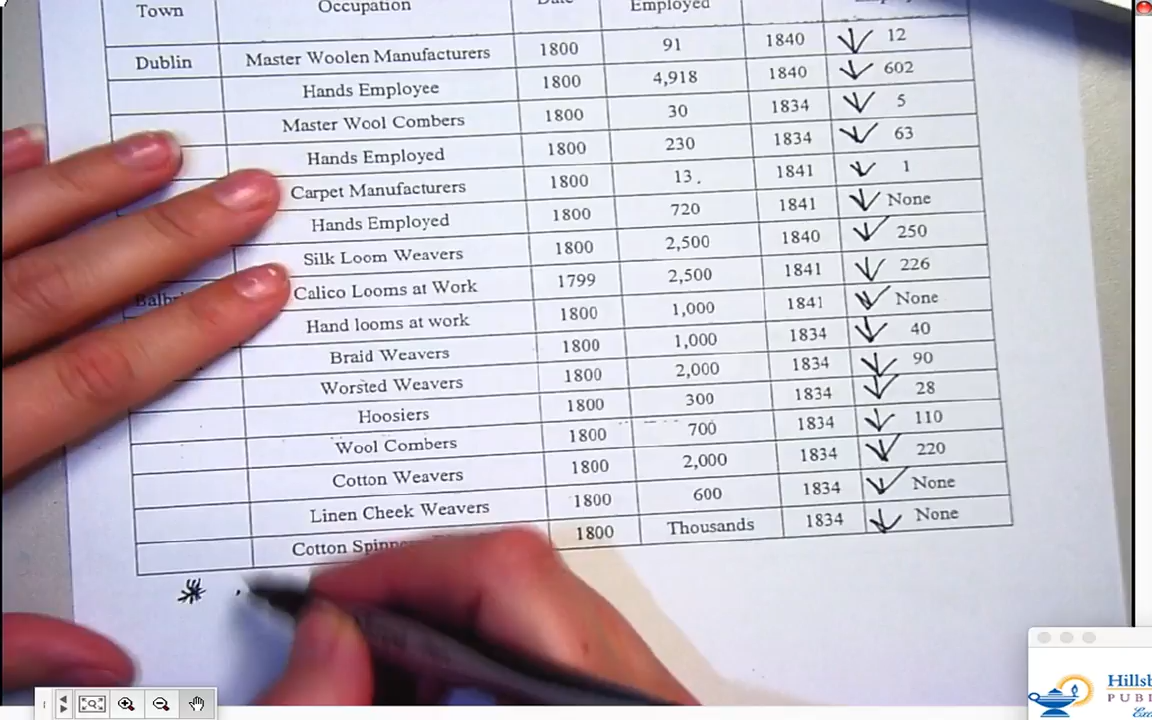 Town Occupation Date Employed
Dublin Master Woolen Manufacturers 1800 91 1840 12
Hands Employee 1800 4,918 1840 602
Master Wool Combers 1800 30 1834 5
Hands Employed 1800 230 1834 63
Carpet Manufacturers 1800 13 1841 1
Hands Employed 1800 720 1841 None
Silk Loom Weavers 1800 2,500 1840 250
Calico Looms at Work 1799 2,500 1841 226
Hand looms at work 1800 1,000 1841 None
Braid Weavers 1800 1,000 1834 40
Worsted Weavers 1800 2,000 1834 90
Hoosiers 1800 300 1834 28
Wool Combers 1800 700 1834 110
Cotton Weavers 1800 2,000 1834 220
Linen Cheek Weavers 1800 600 1834 None
Cotton 1800 Thousands 1834 None
*